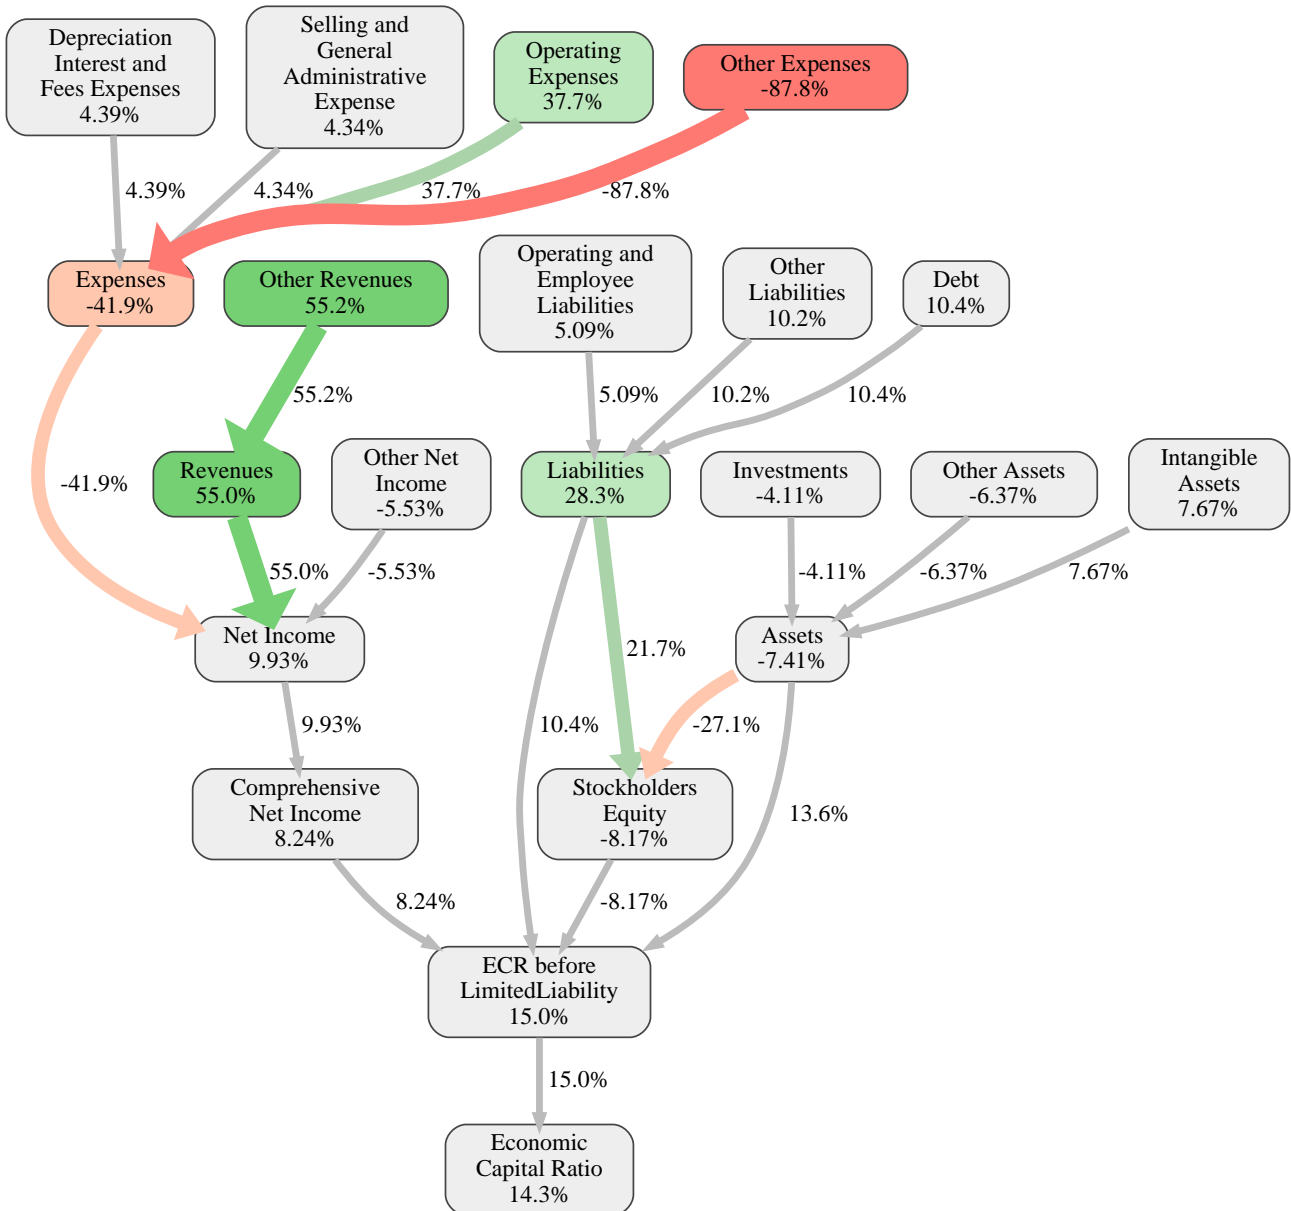 Depreciation
Interest and
Fees Expenses
4.39%
Selling and
General
Administrative
Expense
4.34%
Operating
Expenses
37.7%
Other Expenses
-87.8%
4.39%
4.34%
37.7%
-87.8%
Expenses
-41.9%
Other Revenues
55.2%
Operating and
Employee
Liabilities
5.09%
Other
Liabilities
10.2%
Debt
10.4%
55.2%
5.09%
10.2%
10.4%
-41.9%
Revenues
55.0%
Other Net
Income
-5.53%
Liabilities
28.3%
Investments
-4.11%
Other Assets
-6.37%
Intangible
Assets
7.67%
55.0%
-5.53%
-4.11%
-6.37%
7.67%
Net Income
9.93%
21.7%
Assets
-7.41%
9.93%
10.4%
-27.1%
Comprehensive
Net Income
8.24%
Stockholders
Equity
-8.17%
13.6%
8.24%
-8.17%
ECR before
LimitedLiability
15.0%
15.0%
Economic
Capital Ratio
14.3%